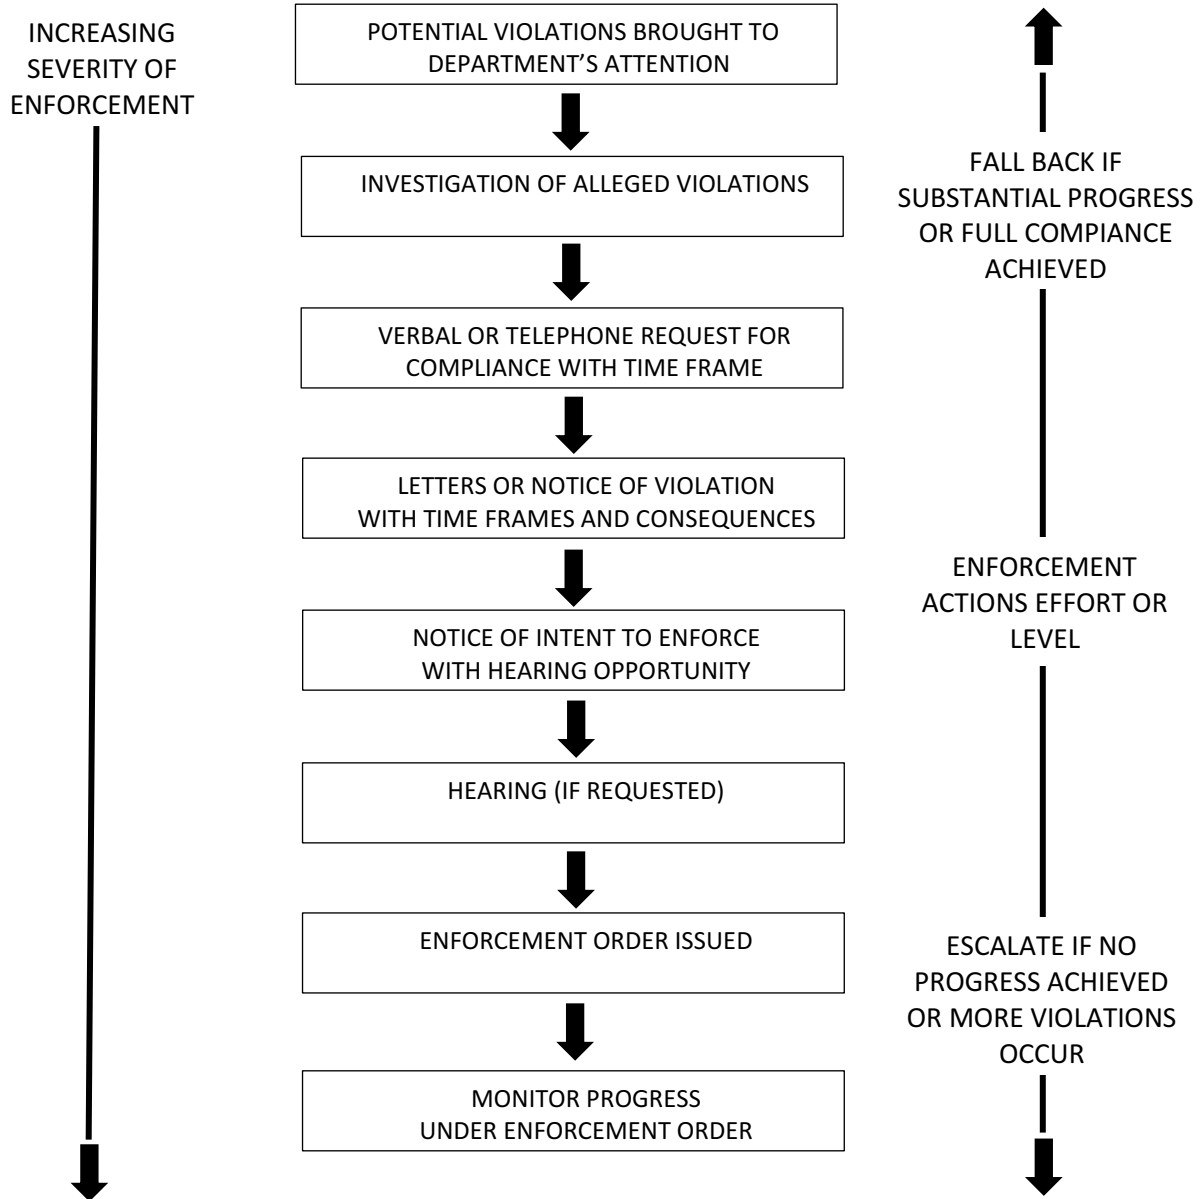 INCREASING
SEVERITY OF
ENFORCEMENT
POTENTIAL VIOLATIONS BROUGHT TO
DEPARTMENT’S ATTENTION
INVESTIGATION OF ALLEGED VIOLATIONS
VERBAL OR TELEPHONE REQUEST FOR
COMPLIANCE WITH TIME FRAME
LETTERS OR NOTICE OF VIOLATION
WITH TIME FRAMES AND CONSEQUENCES
NOTICE OF INTENT TO ENFORCE
WITH HEARING OPPORTUNITY
HEARING (IF REQUESTED)
ENFORCEMENT ORDER ISSUED
MONITOR PROGRESS
UNDER ENFORCEMENT ORDER
FALL BACK IF
SUBSTANTIAL PROGRESS
OR FULL COMPIANCE
ACHIEVED
ENFORCEMENT
ACTIONS EFFORT OR
LEVEL
ESCALATE IF NO
PROGRESS ACHIEVED
OR MORE VIOLATIONS
OCCUR